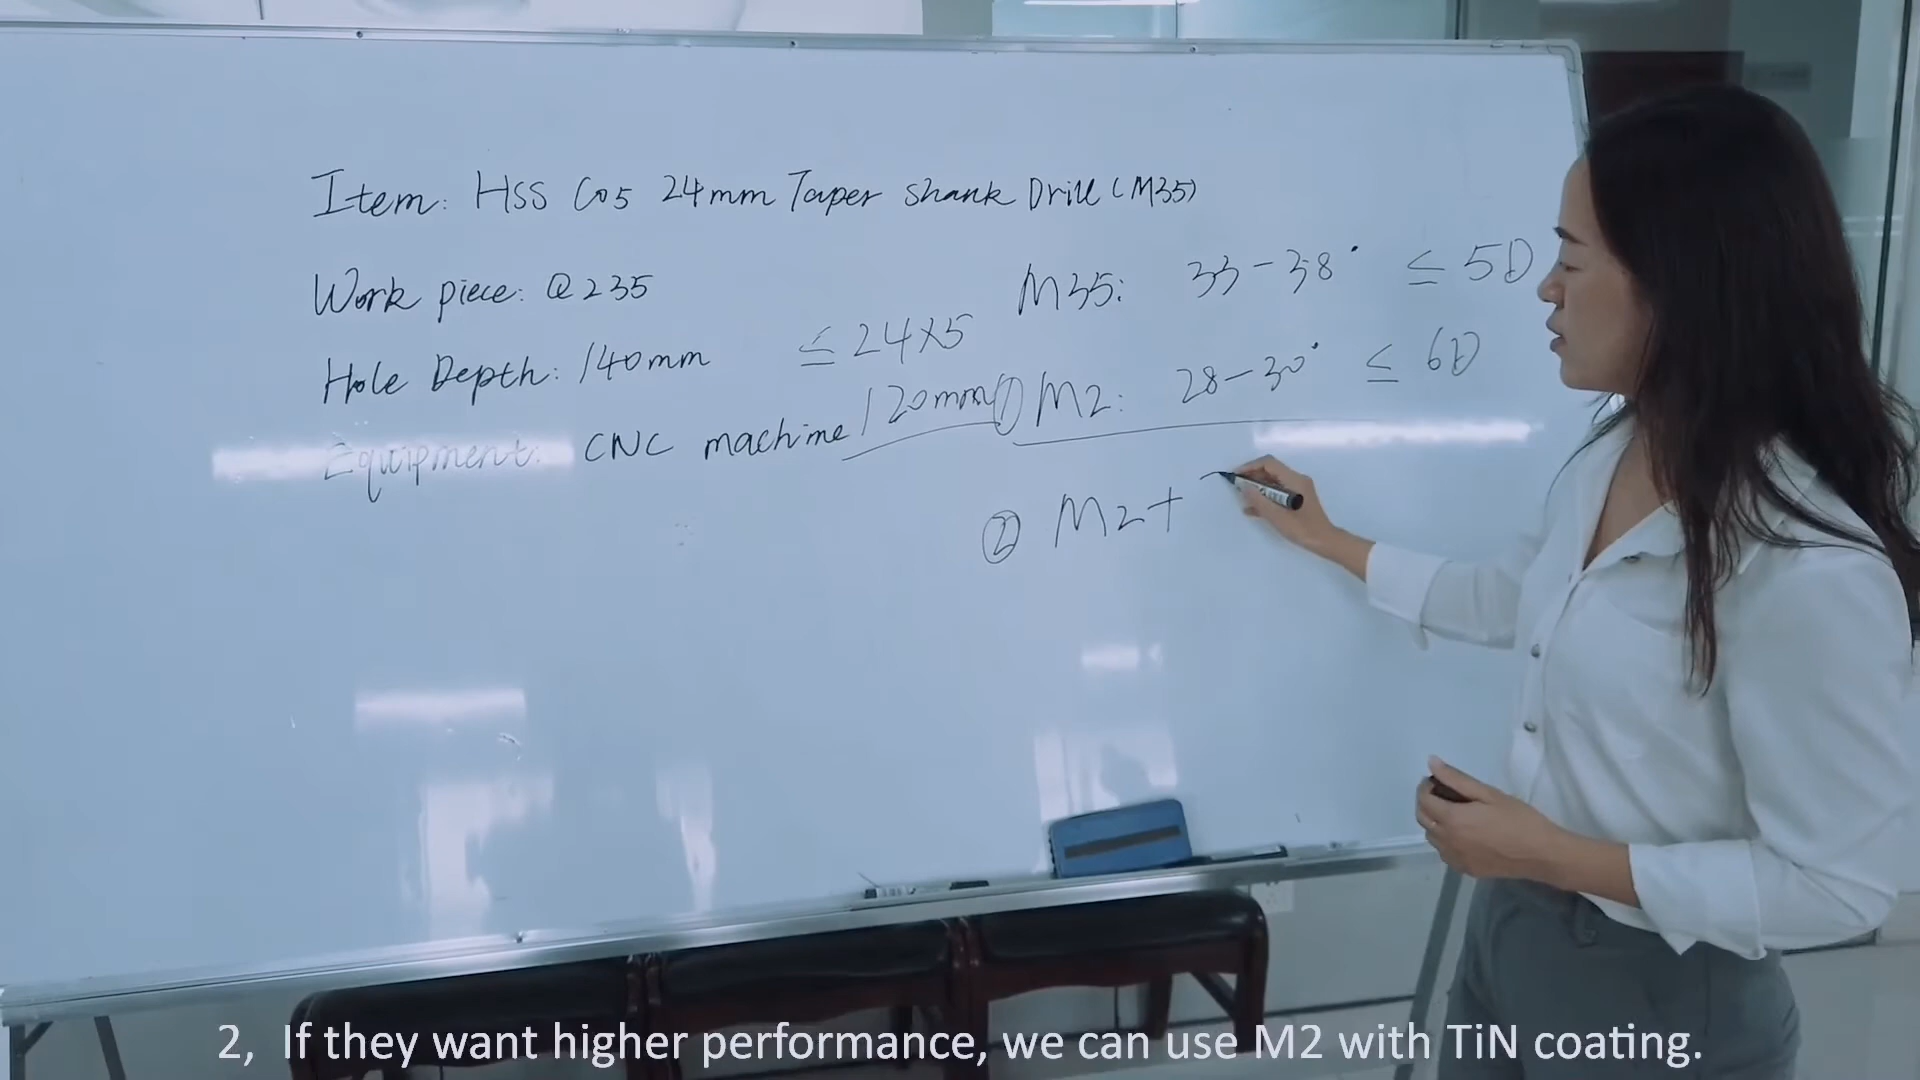 Item: HSS Co5 24mm Taper Shank Drill (M35)
Work piece: Q235
Hole Depth: 140mm
Equipment: CNC machine
≤ 24×5
120mm
M35: 33-38° ≤ 5D
① M2: 28-30° ≤ 6D
② M2+
2, If they want higher performance, we can use M2 with TiN coating.